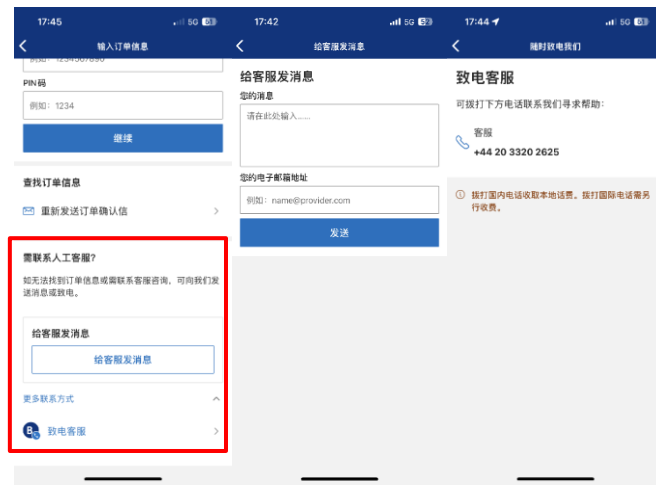 17:45
5G
输入订单信息
例如：1234567890
PIN码
例如：1234
继续
查找订单信息
重新发送订单确认信
需联系人工客服?
如无法找到订单信息或需联系客服咨询，可向我们发
送消息或致电。
给客服发消息
给客服发消息
更多联系方式
B.
致电客服
17:42
5G
给客服发消息
给客服发消息
您的消息
请在此处输入......
您的电子邮箱地址
例如：name@provider.com
发送
17:44
5G
随时致电我们
致电客服
可拨打下方电话联系我们寻求帮助:
客服
+44 20 3320 2625
拨打国内电话收取本地话费。拨打国际电话需另
行收费。